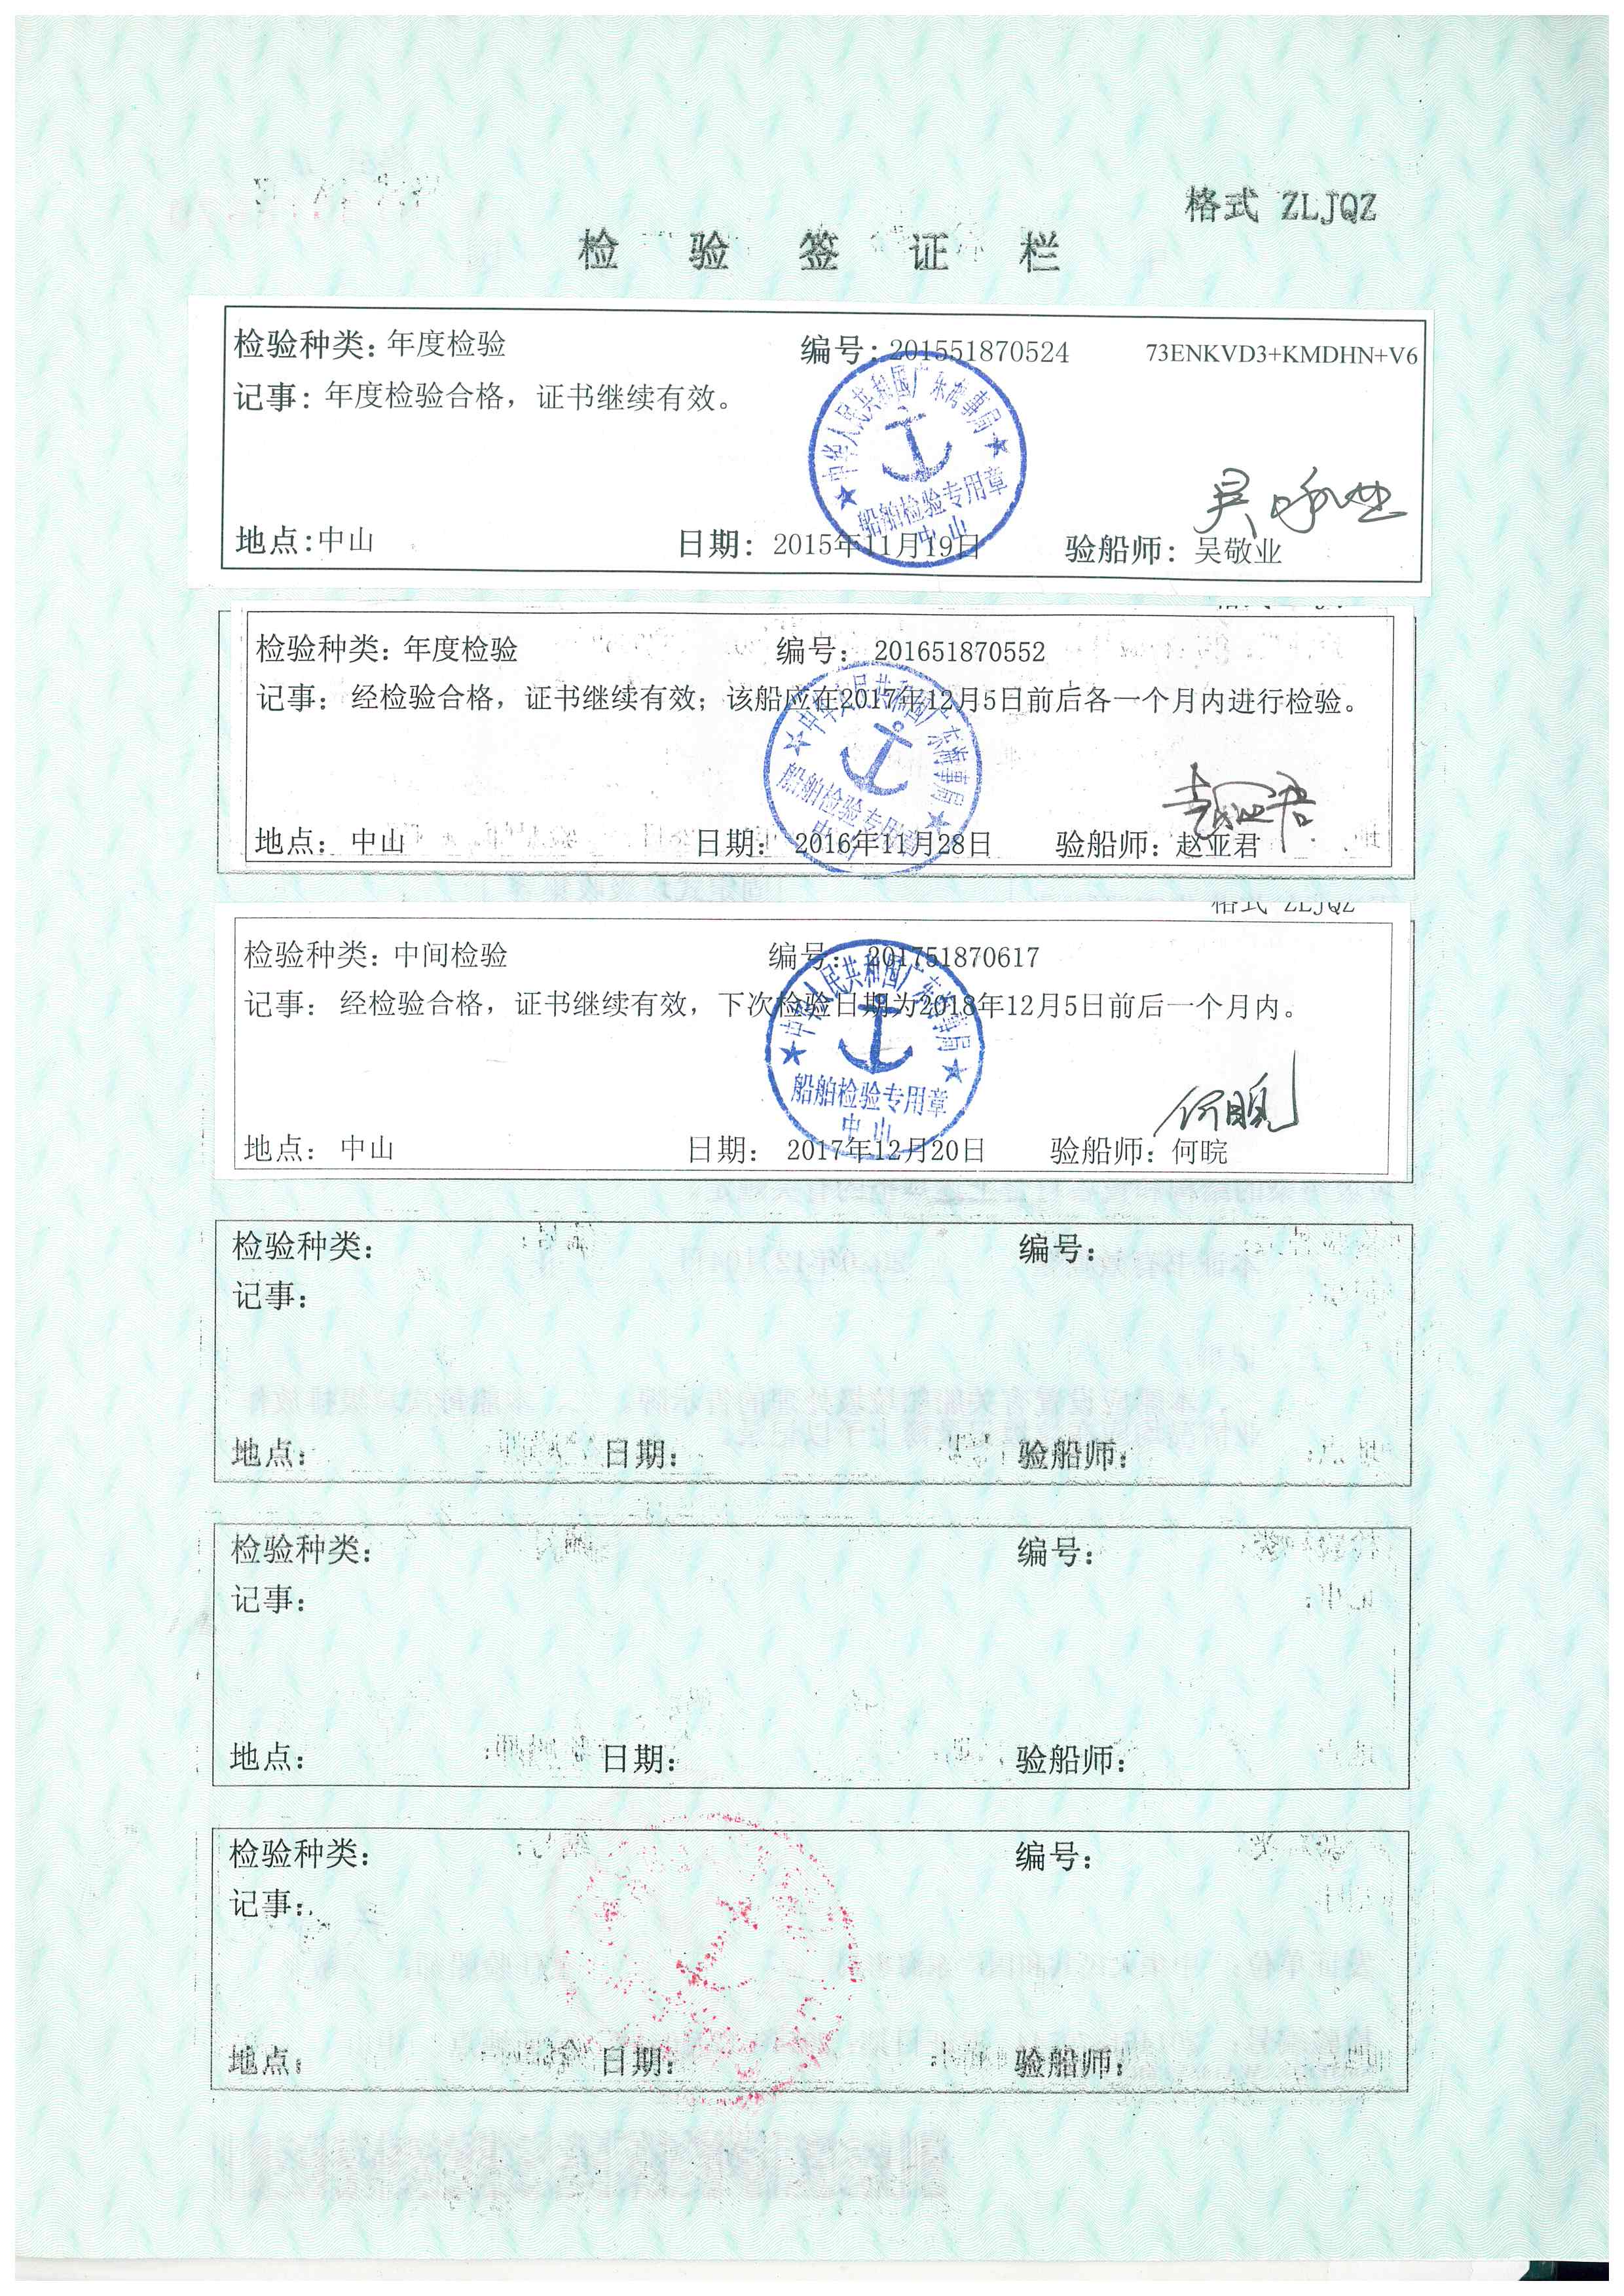 格式 ZLJQZ
检 验 签 证 栏
检验种类: 年度检验 编号: 201551870524 73ENKVD3+KMDHN+V6
记事: 年度检验合格，证书继续有效。
中华人民共和国广东海事局
船舶检验专用章
中山
吴敬业
地点:中山 日期: 2015年11月19日 验船师: 吴敬业
检验种类: 年度检验 编号: 201651870552
记事: 经检验合格，证书继续有效；该船应在2017年12月5日前后各一个月内进行检验。
中华人民共和国广东海事局
船舶检验专用章
中山
赵亚君
地点: 中山 日期: 2016年11月28日 验船师: 赵亚君
格式 ZLJQZ
检验种类: 中间检验 编号: 201751870617
记事: 经检验合格，证书继续有效，下次检验日期为2018年12月5日前后一个月内。
中华人民共和国广东海事局
船舶检验专用章
中山
何晥
地点: 中山 日期: 2017年12月20日 验船师: 何晥
检验种类: 编号:
记事:
地点: 日期: 验船师:
检验种类: 编号:
记事:
地点: 日期: 验船师:
检验种类: 编号:
记事:
地点: 日期: 验船师: